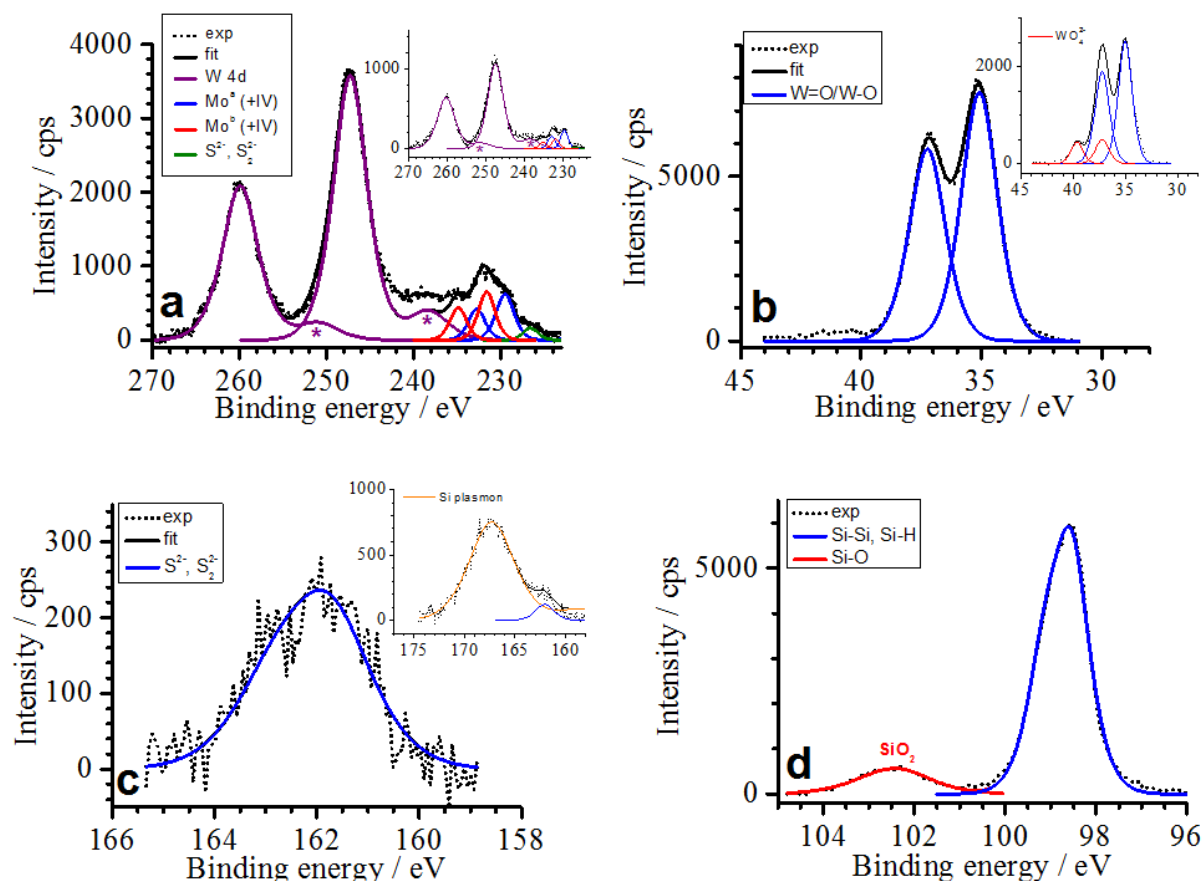 exp
fit
W 4d
Moᵃ (+IV)
Moᵇ (+IV)
S²⁻, S₂²⁻
4000
3000
2000
1000
0
Intensity / cps
a
*
*
270 260 250 240 230
Binding energy / eV
1000
0
*
*
270 260 250 240 230
exp
fit
W=O/W-O
5000
0
Intensity / cps
b
45 40 35 30
Binding energy / eV
WO₄²⁻
2000
0
45 40 35 30
exp
fit
S²⁻, S₂²⁻
300
200
100
0
Intensity / cps
c
166 164 162 160 158
Binding energy / eV
Si plasmon
1000
500
0
175 170 165 160
exp
Si-Si, Si-H
Si-O
5000
0
Intensity / cps
SiO₂
d
104 102 100 98 96
Binding energy / eV